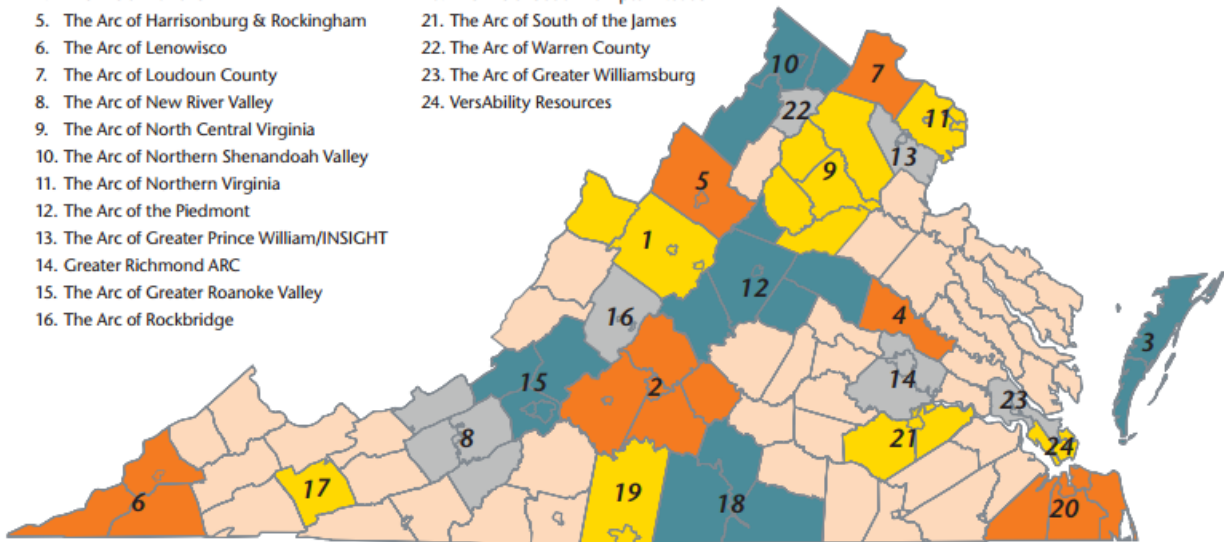 5. The Arc of Harrisonburg & Rockingham
6. The Arc of Lenowisco
7. The Arc of Loudoun County
8. The Arc of New River Valley
9. The Arc of North Central Virginia
10. The Arc of Northern Shenandoah Valley
11. The Arc of Northern Virginia
12. The Arc of the Piedmont
13. The Arc of Greater Prince William/INSIGHT
14. Greater Richmond ARC
15. The Arc of Greater Roanoke Valley
16. The Arc of Rockbridge
21. The Arc of South of the James
22. The Arc of Warren County
23. The Arc of Greater Williamsburg
24. VersAbility Resources
10
7
22
11
13
5
9
1
12
16
4
3
15
2
14
23
8
21
24
17
19
6
18
20